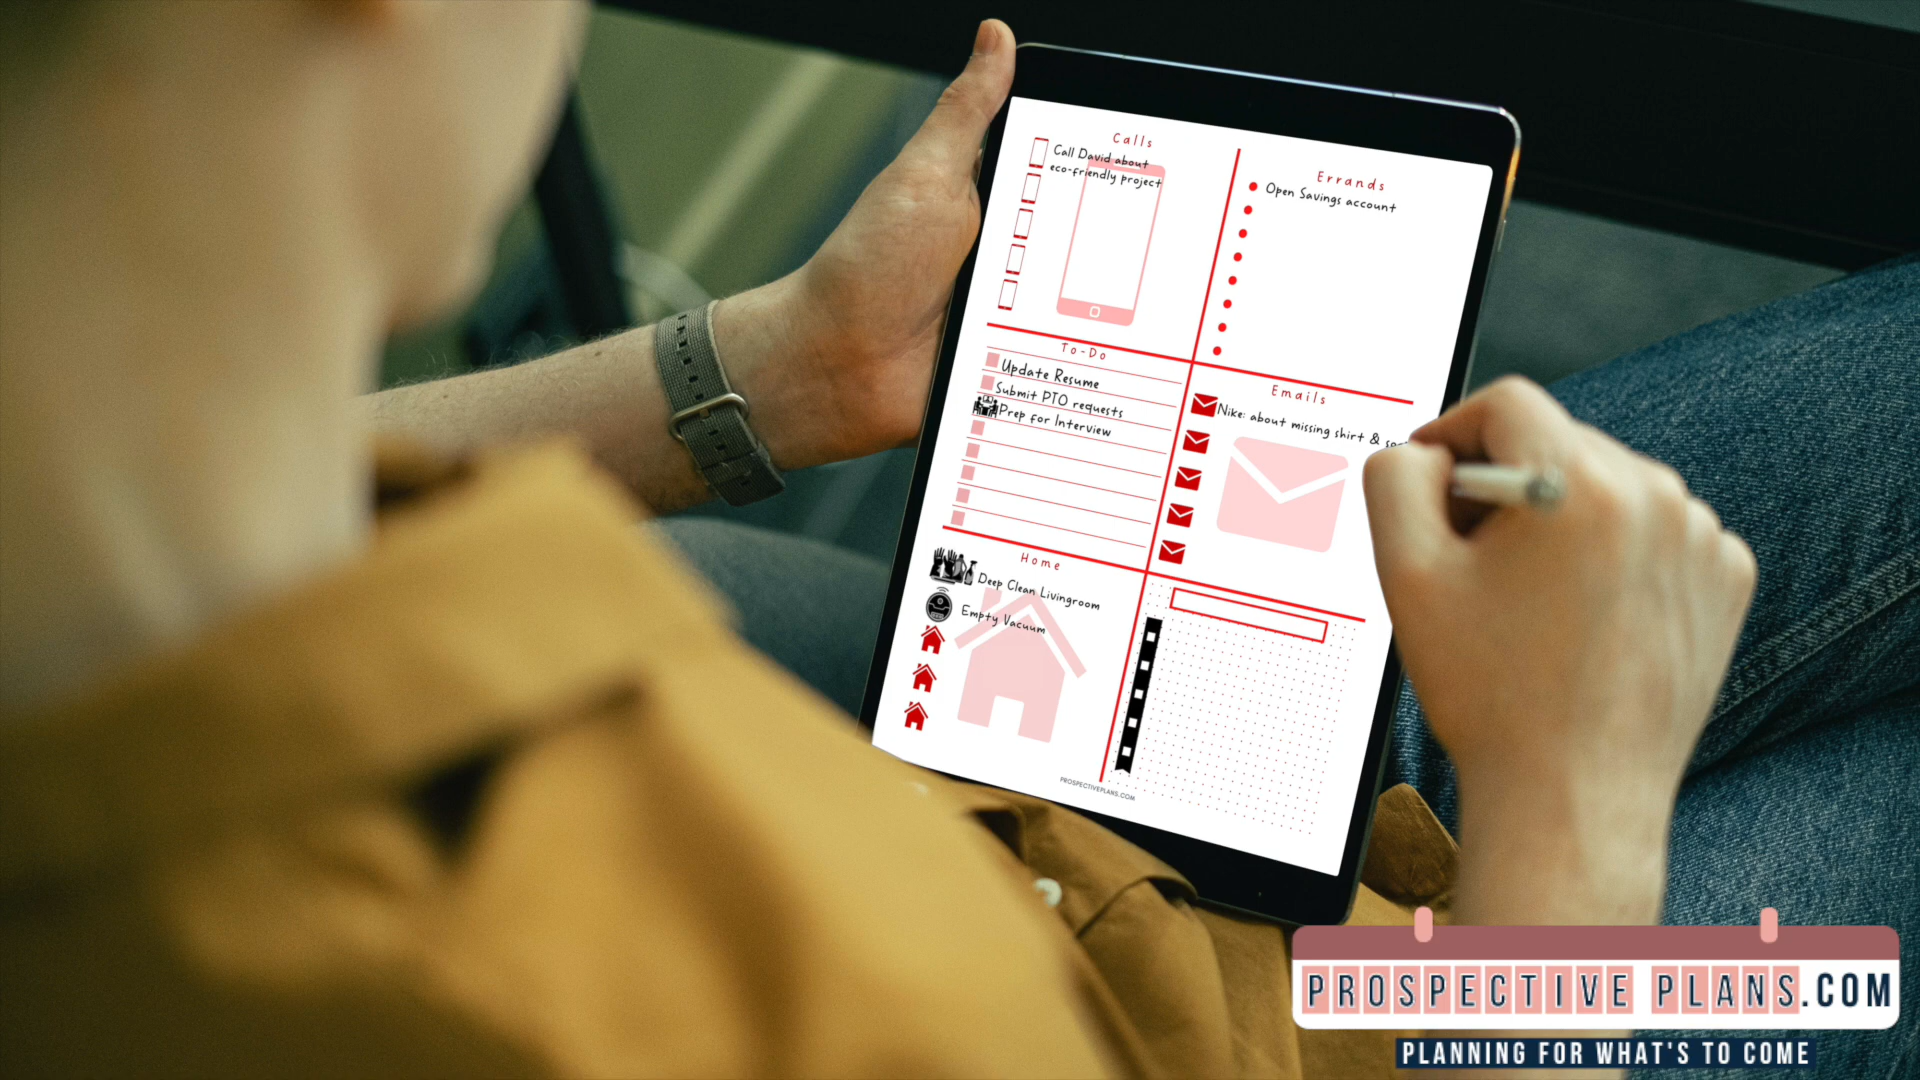 Calls
Call David about
eco-friendly project
Errands
Open Savings account
To-Do
Update Resume
Submit PTO requests
Prep for Interview
Emails
Nike: about missing shirt &
Home
Deep Clean Livingroom
Empty Vacuum
PROSPECTIVEPLANS.COM
PROSPECTIVE PLANS.COM
PLANNING FOR WHAT'S TO COME